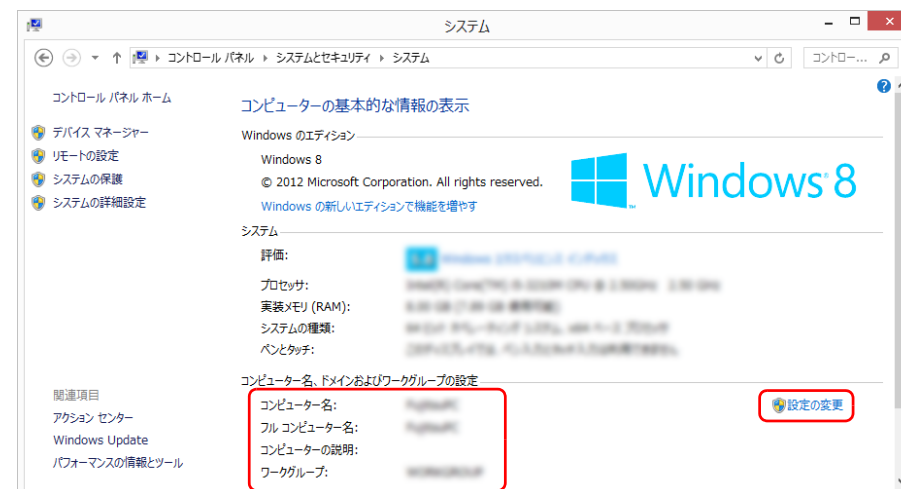 システム
コントロール パネル ▸ システムとセキュリティ ▸ システム
コントロー...
コントロール パネル ホーム
デバイス マネージャー
リモートの設定
システムの保護
システムの詳細設定
コンピューターの基本的な情報の表示
Windows のエディション
Windows 8
© 2012 Microsoft Corporation. All rights reserved.
Windows の新しいエディションで機能を増やす
Windows 8
システム
評価:
プロセッサ:
実装メモリ (RAM):
システムの種類:
ペンとタッチ:
コンピューター名、ドメインおよびワークグループの設定
コンピューター名:
フル コンピューター名:
コンピューターの説明:
ワークグループ:
設定の変更
関連項目
アクション センター
Windows Update
パフォーマンスの情報とツール